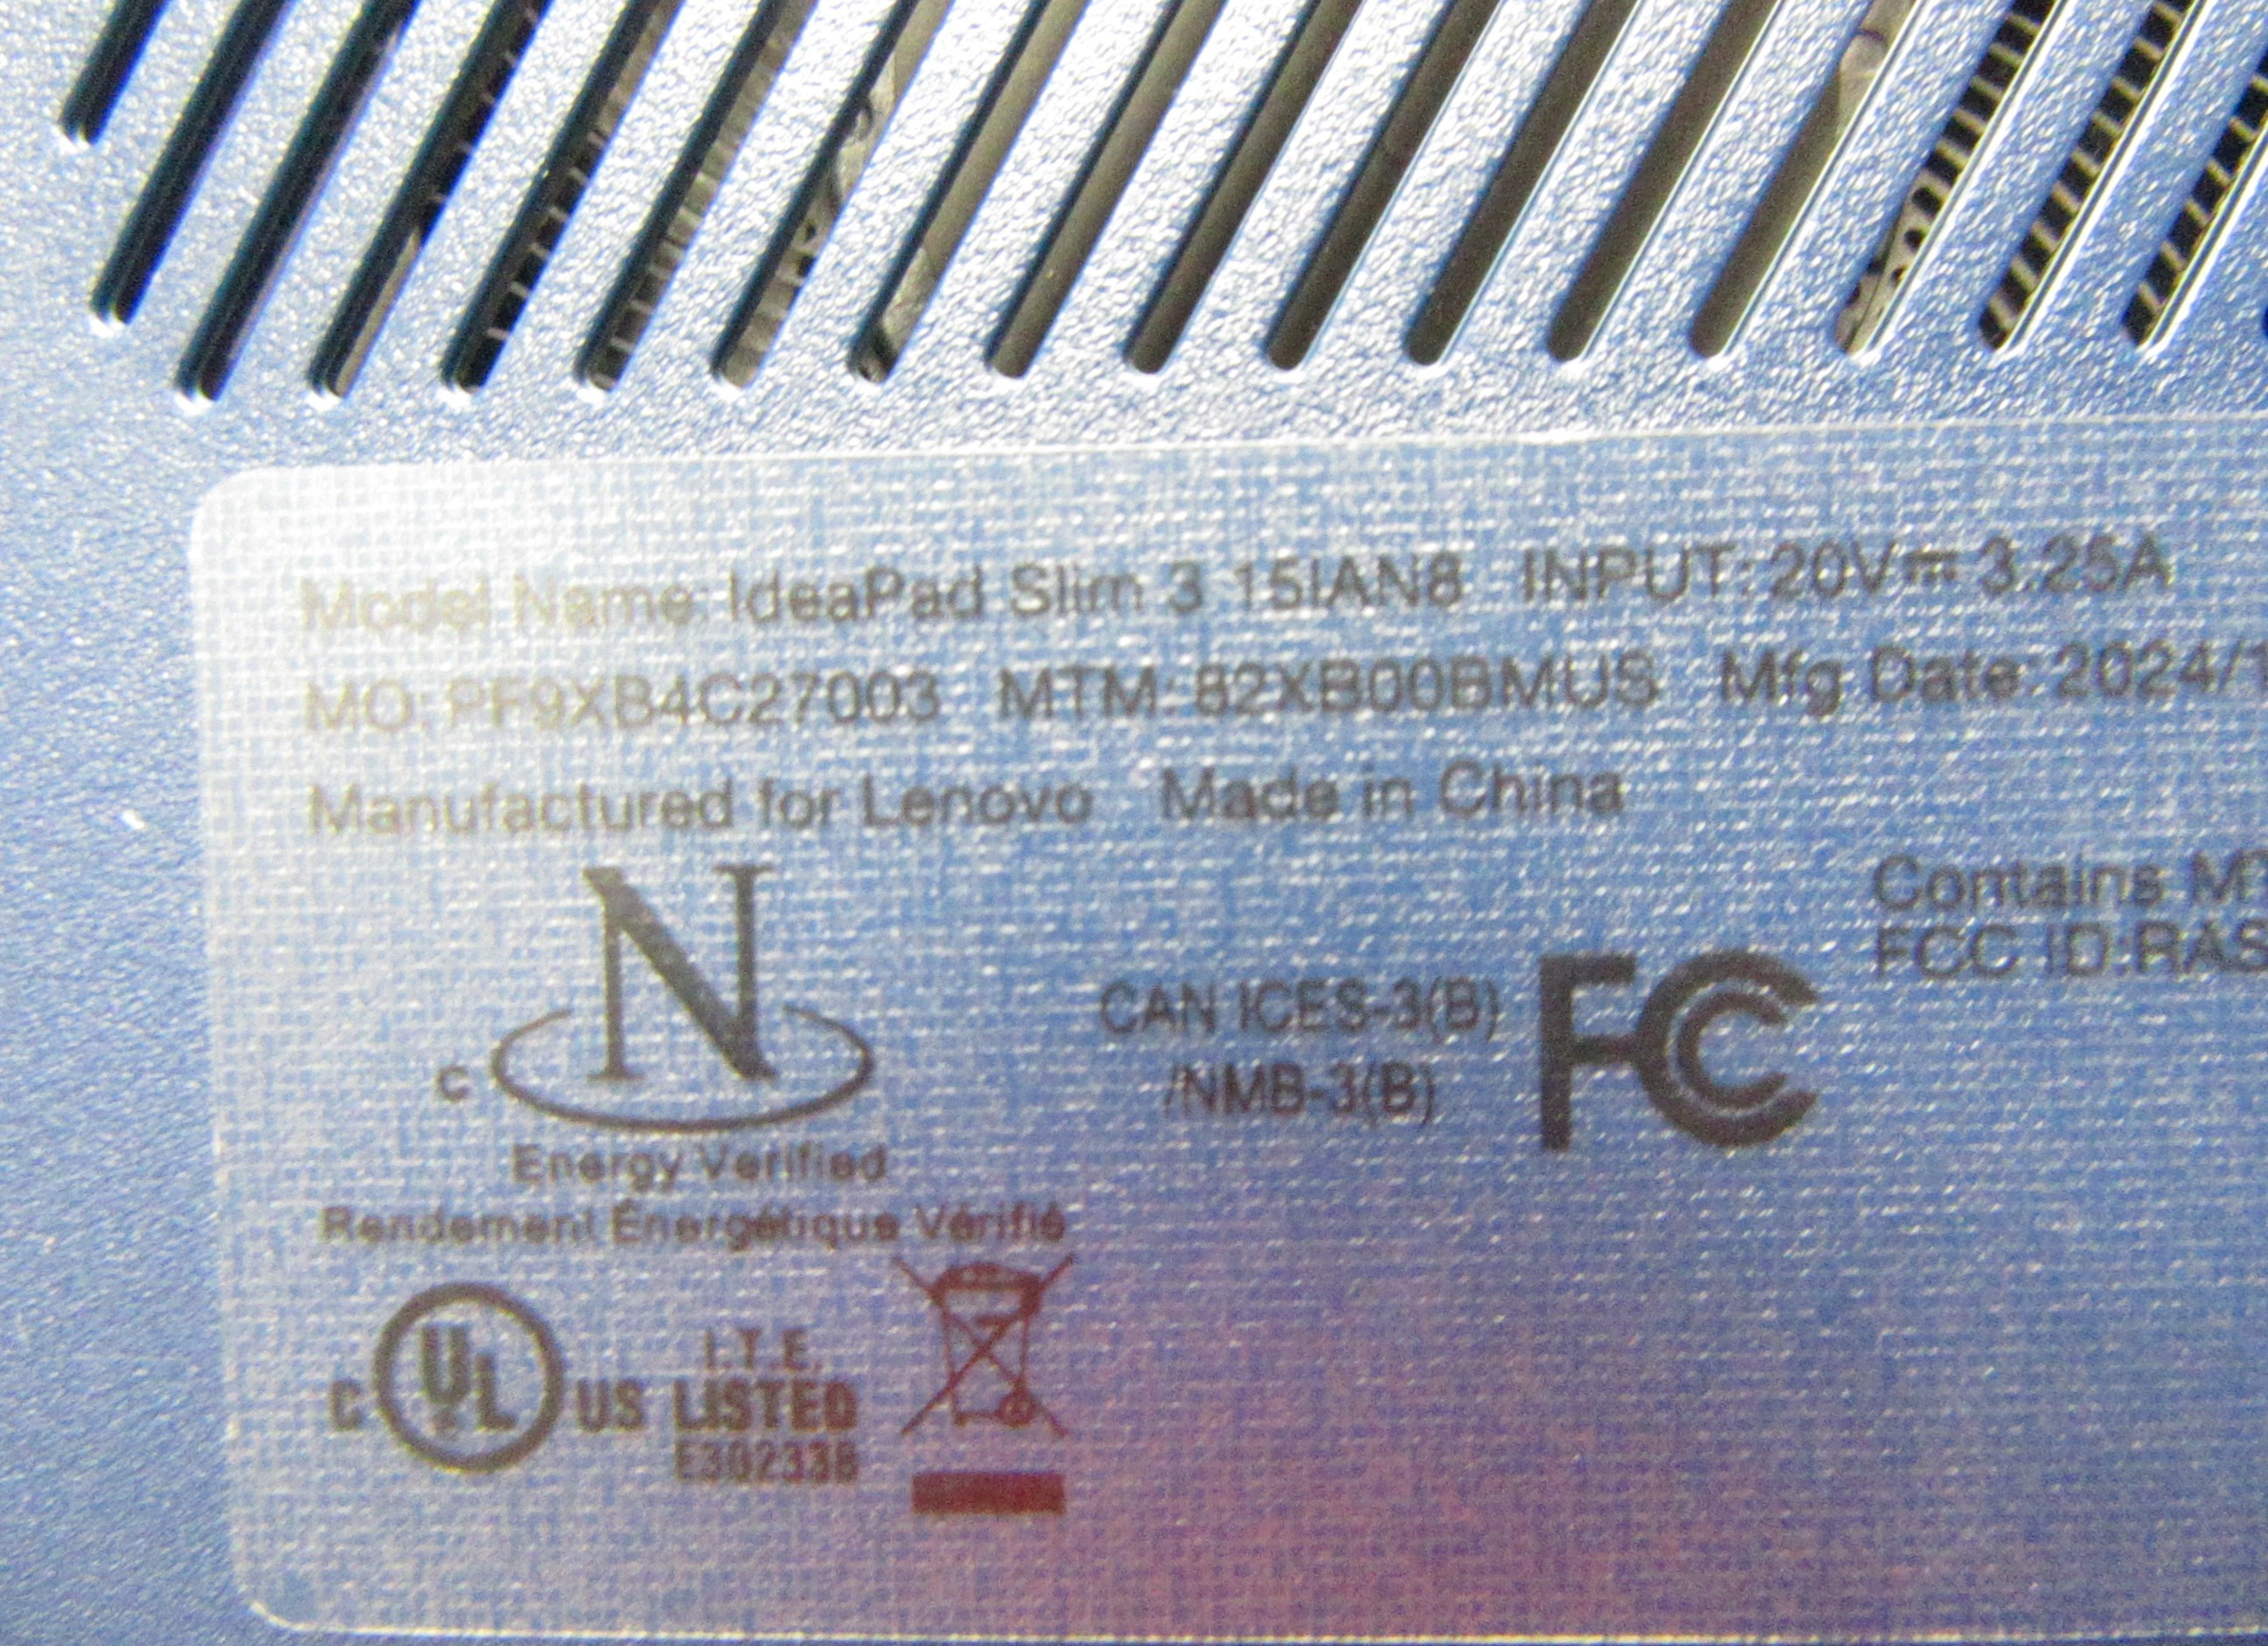 Model Name: IdeaPad Slim 3 15IAN8 INPUT: 20V⎓3.25A
MO: PF9XB4C27003 MTM: 82XB00BMUS Mfg Date: 2024/1
Manufactured for Lenovo Made in China
N
C
Energy Verified
Rendement Énergétique Vérifié
CAN ICES-3(B)
/NMB-3(B)
FC
Contains MT
FCC ID:RAS
C UL US
I.T.E.
LISTED
E302338